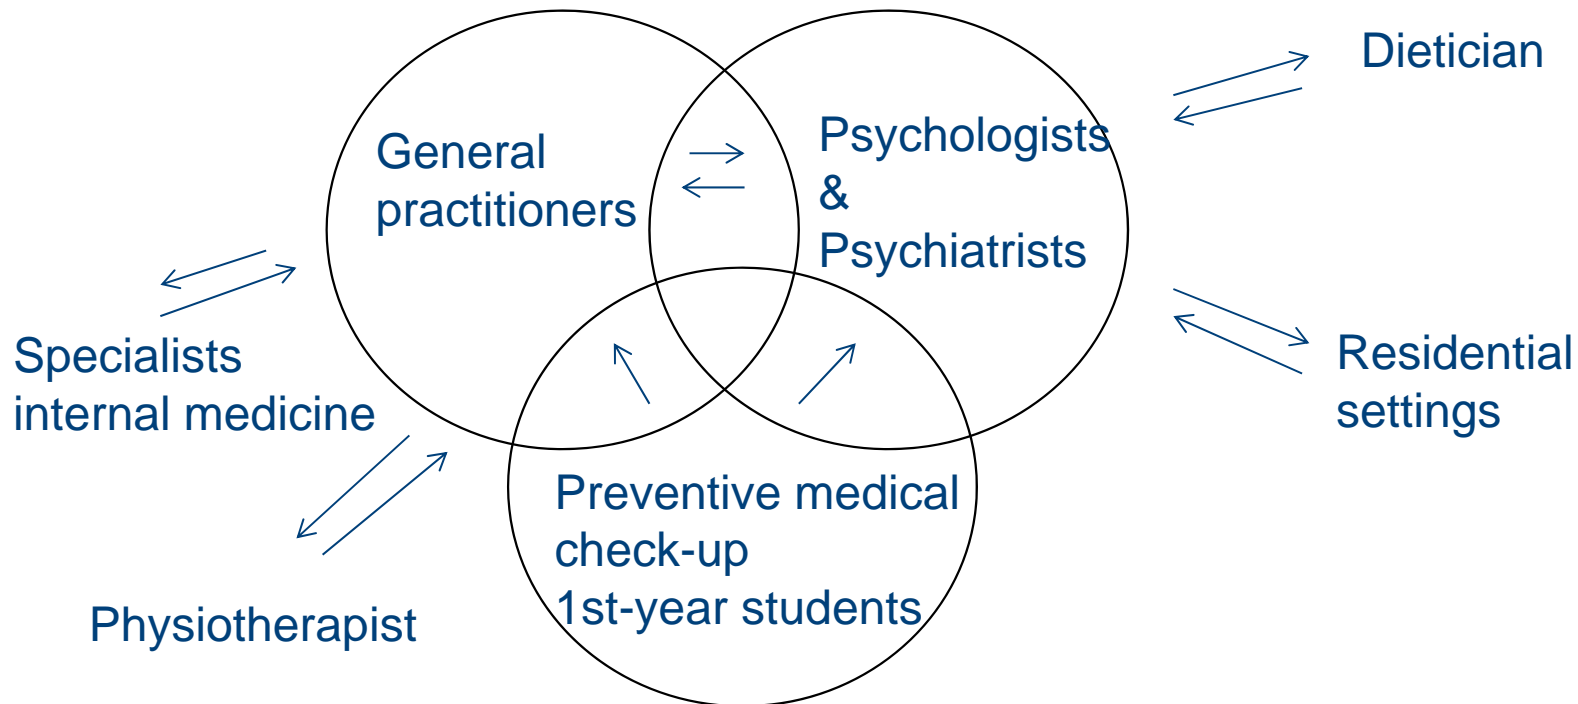 Dietician
General
practitioners
Psychologists
&
Psychiatrists
Specialists
internal medicine
Residential
settings
Preventive medical
check-up
1st-year students
Physiotherapist